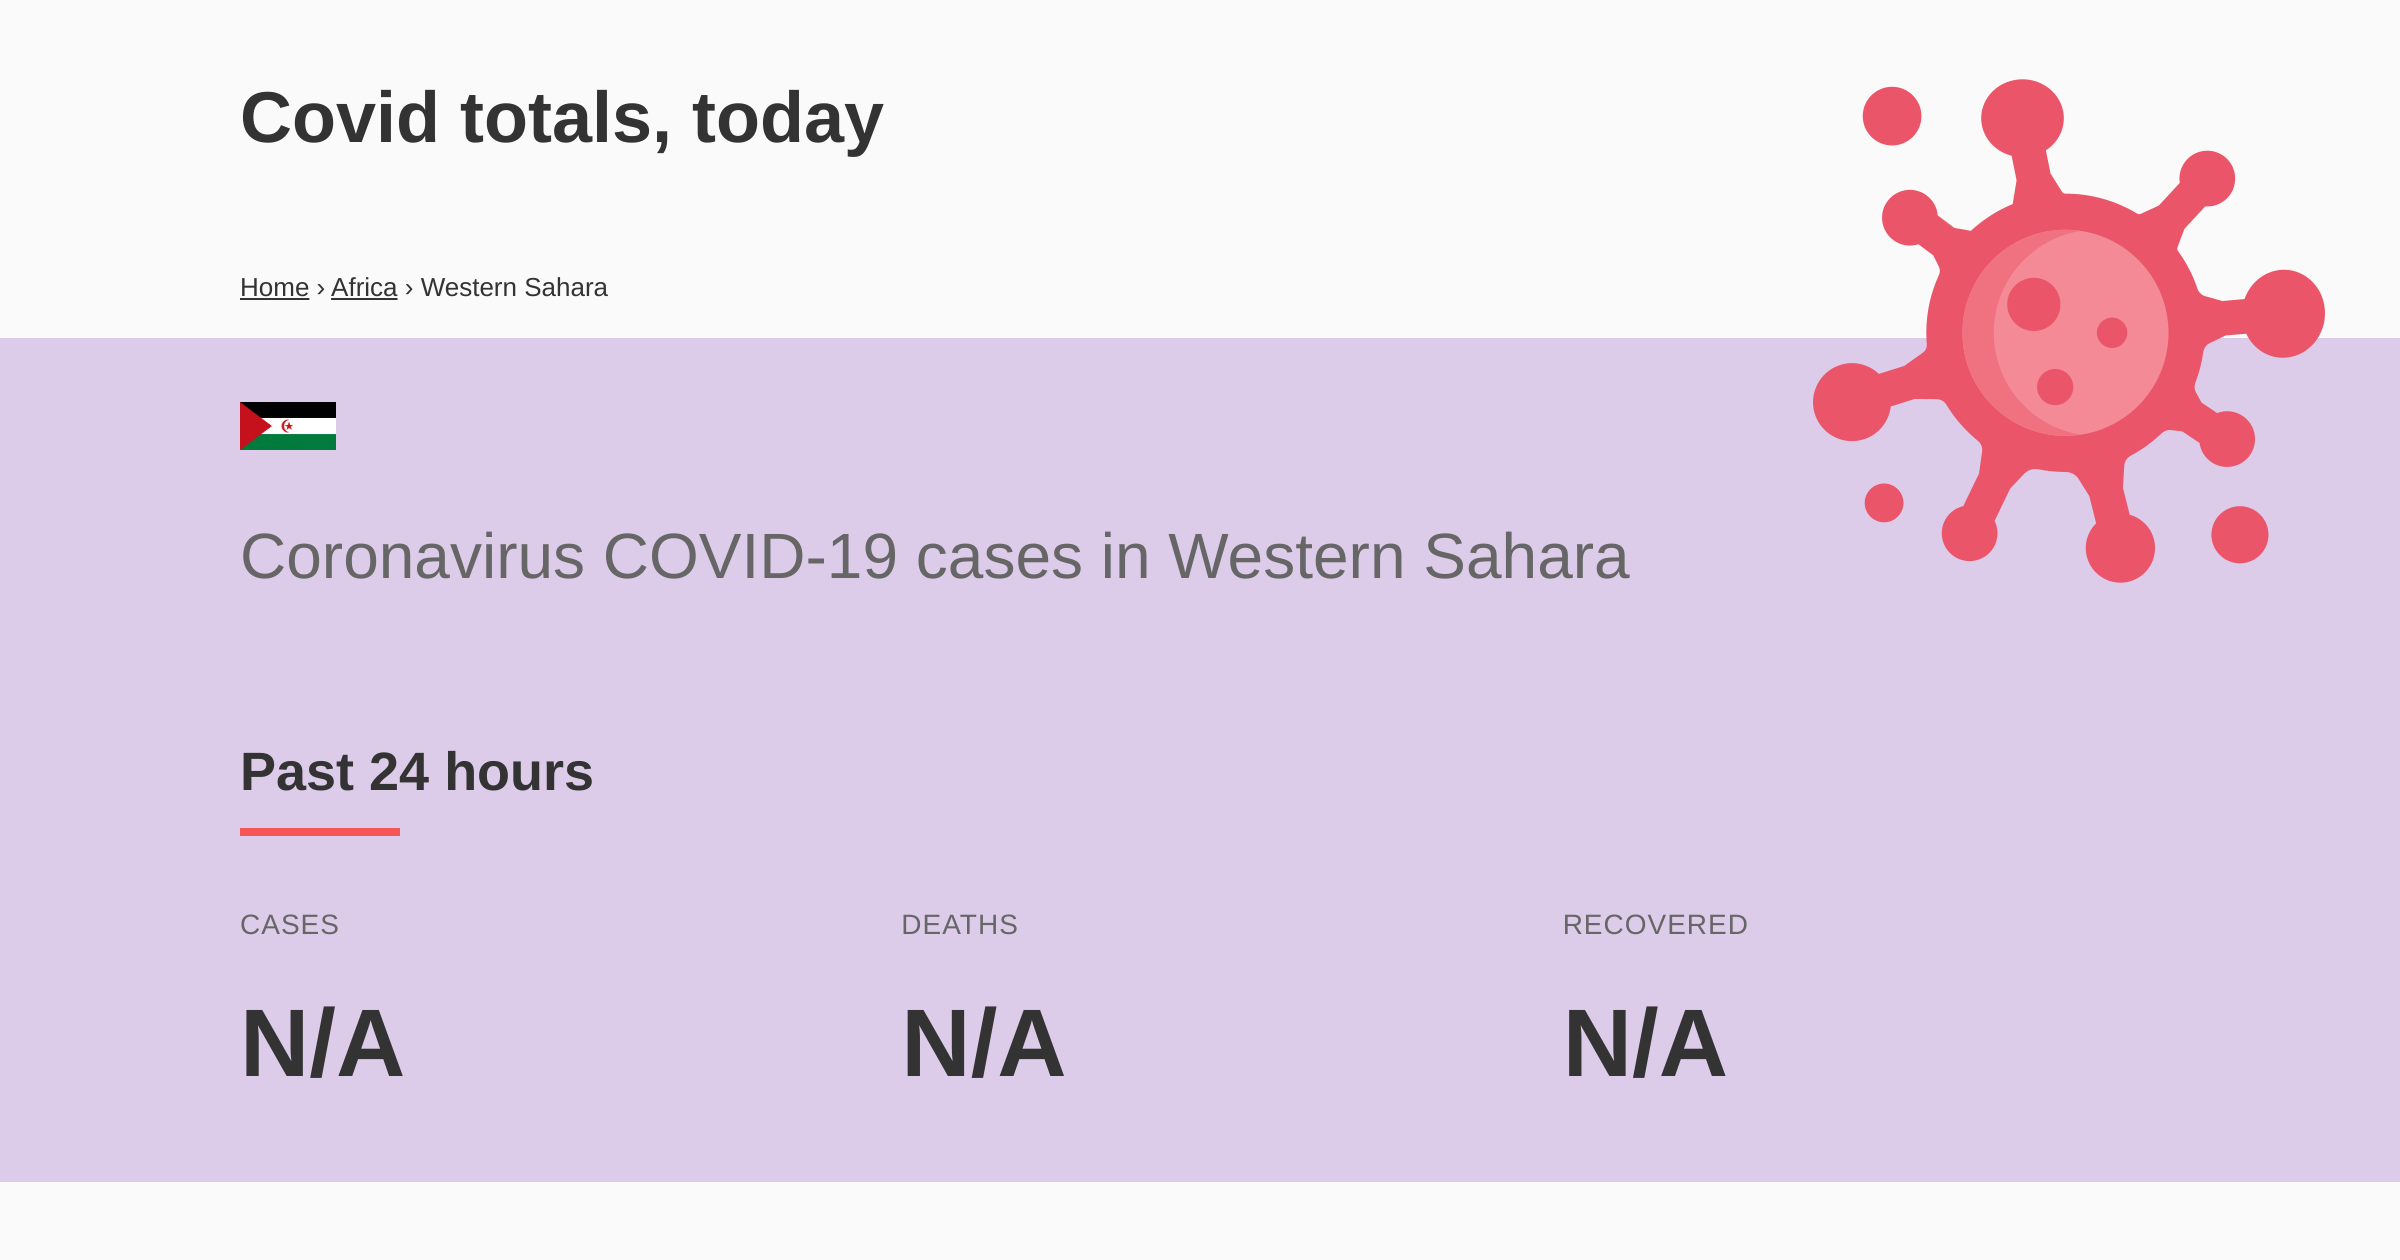 Covid totals, today
Home › Africa › Western Sahara
Coronavirus COVID-19 cases in Western Sahara
Past 24 hours
CASES DEATHS RECOVERED
N/A N/A N/A